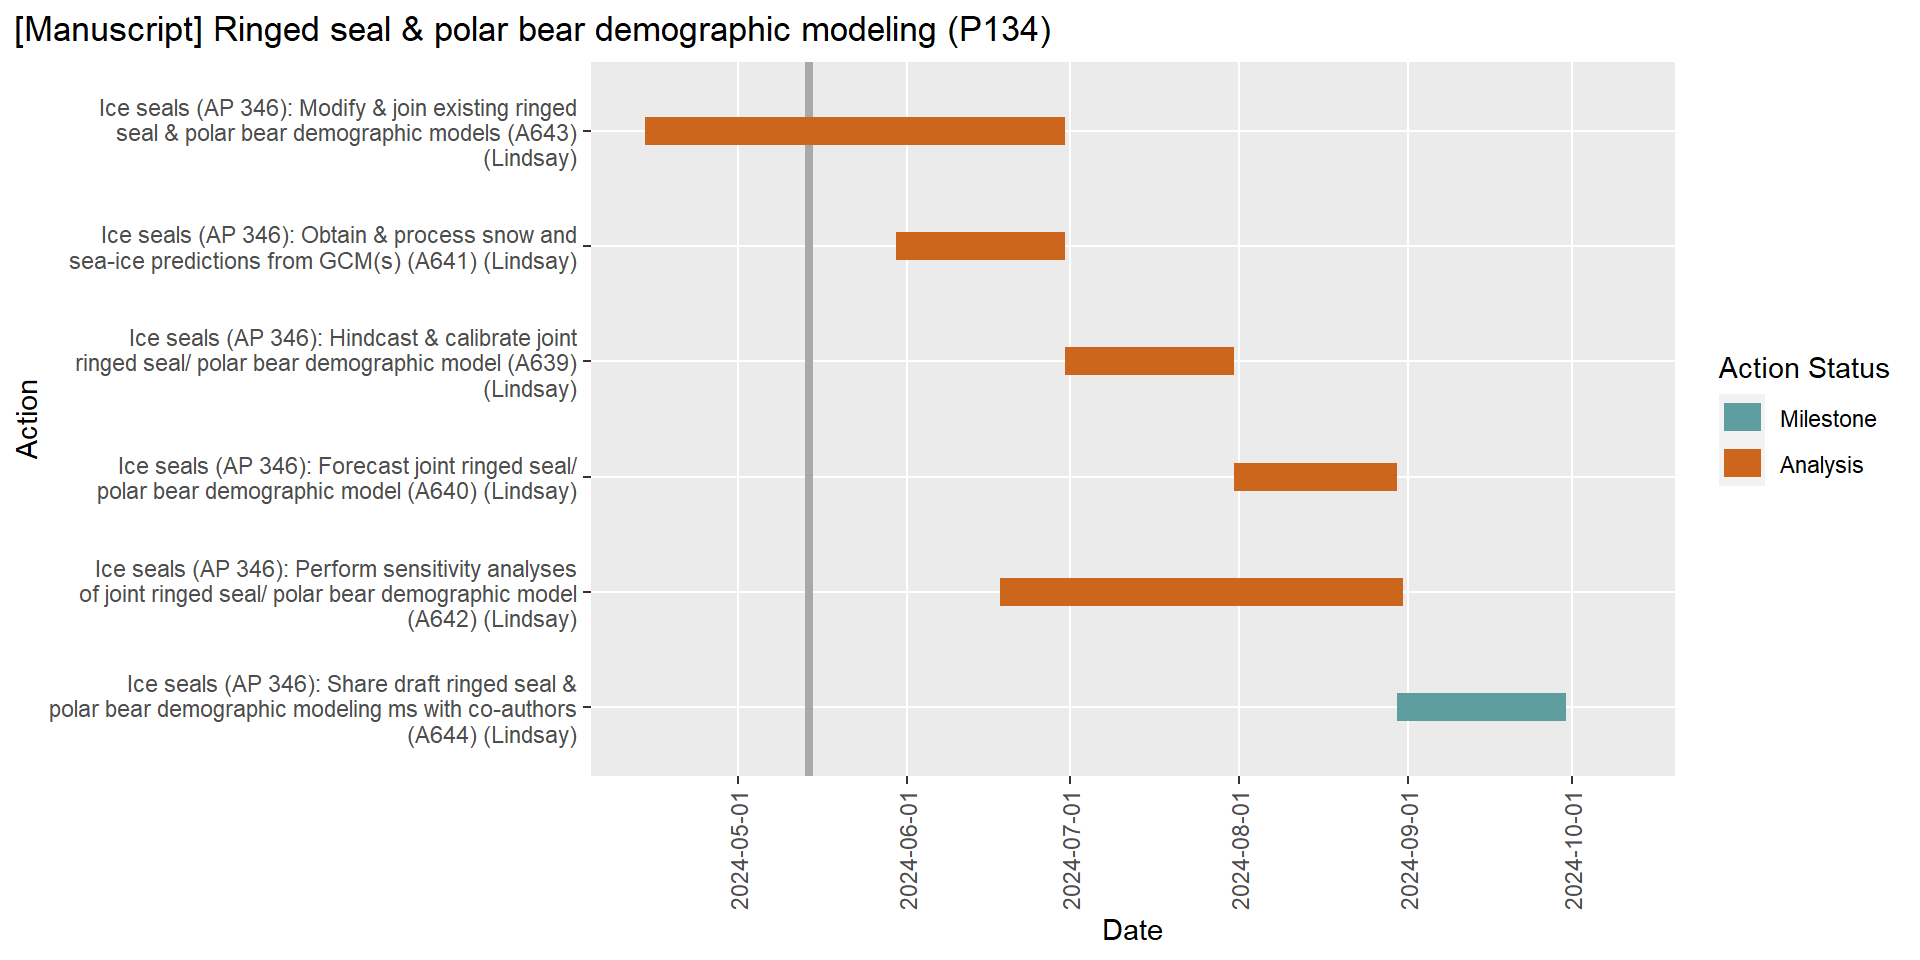 [Manuscript] Ringed seal & polar bear demographic modeling (P134)
Ice seals (AP 346): Modify & join existing ringed
seal & polar bear demographic models (A643)
(Lindsay)
Ice seals (AP 346): Obtain & process snow and
sea-ice predictions from GCM(s) (A641) (Lindsay)
Ice seals (AP 346): Hindcast & calibrate joint
ringed seal/ polar bear demographic model (A639)
(Lindsay)
Ice seals (AP 346): Forecast joint ringed seal/
polar bear demographic model (A640) (Lindsay)
Ice seals (AP 346): Perform sensitivity analyses
of joint ringed seal/ polar bear demographic model
(A642) (Lindsay)
Ice seals (AP 346): Share draft ringed seal &
polar bear demographic modeling ms with co-authors
(A644) (Lindsay)
Action
2024-05-01
2024-06-01
2024-07-01
2024-08-01
2024-09-01
2024-10-01
Date
Action Status
Milestone
Analysis